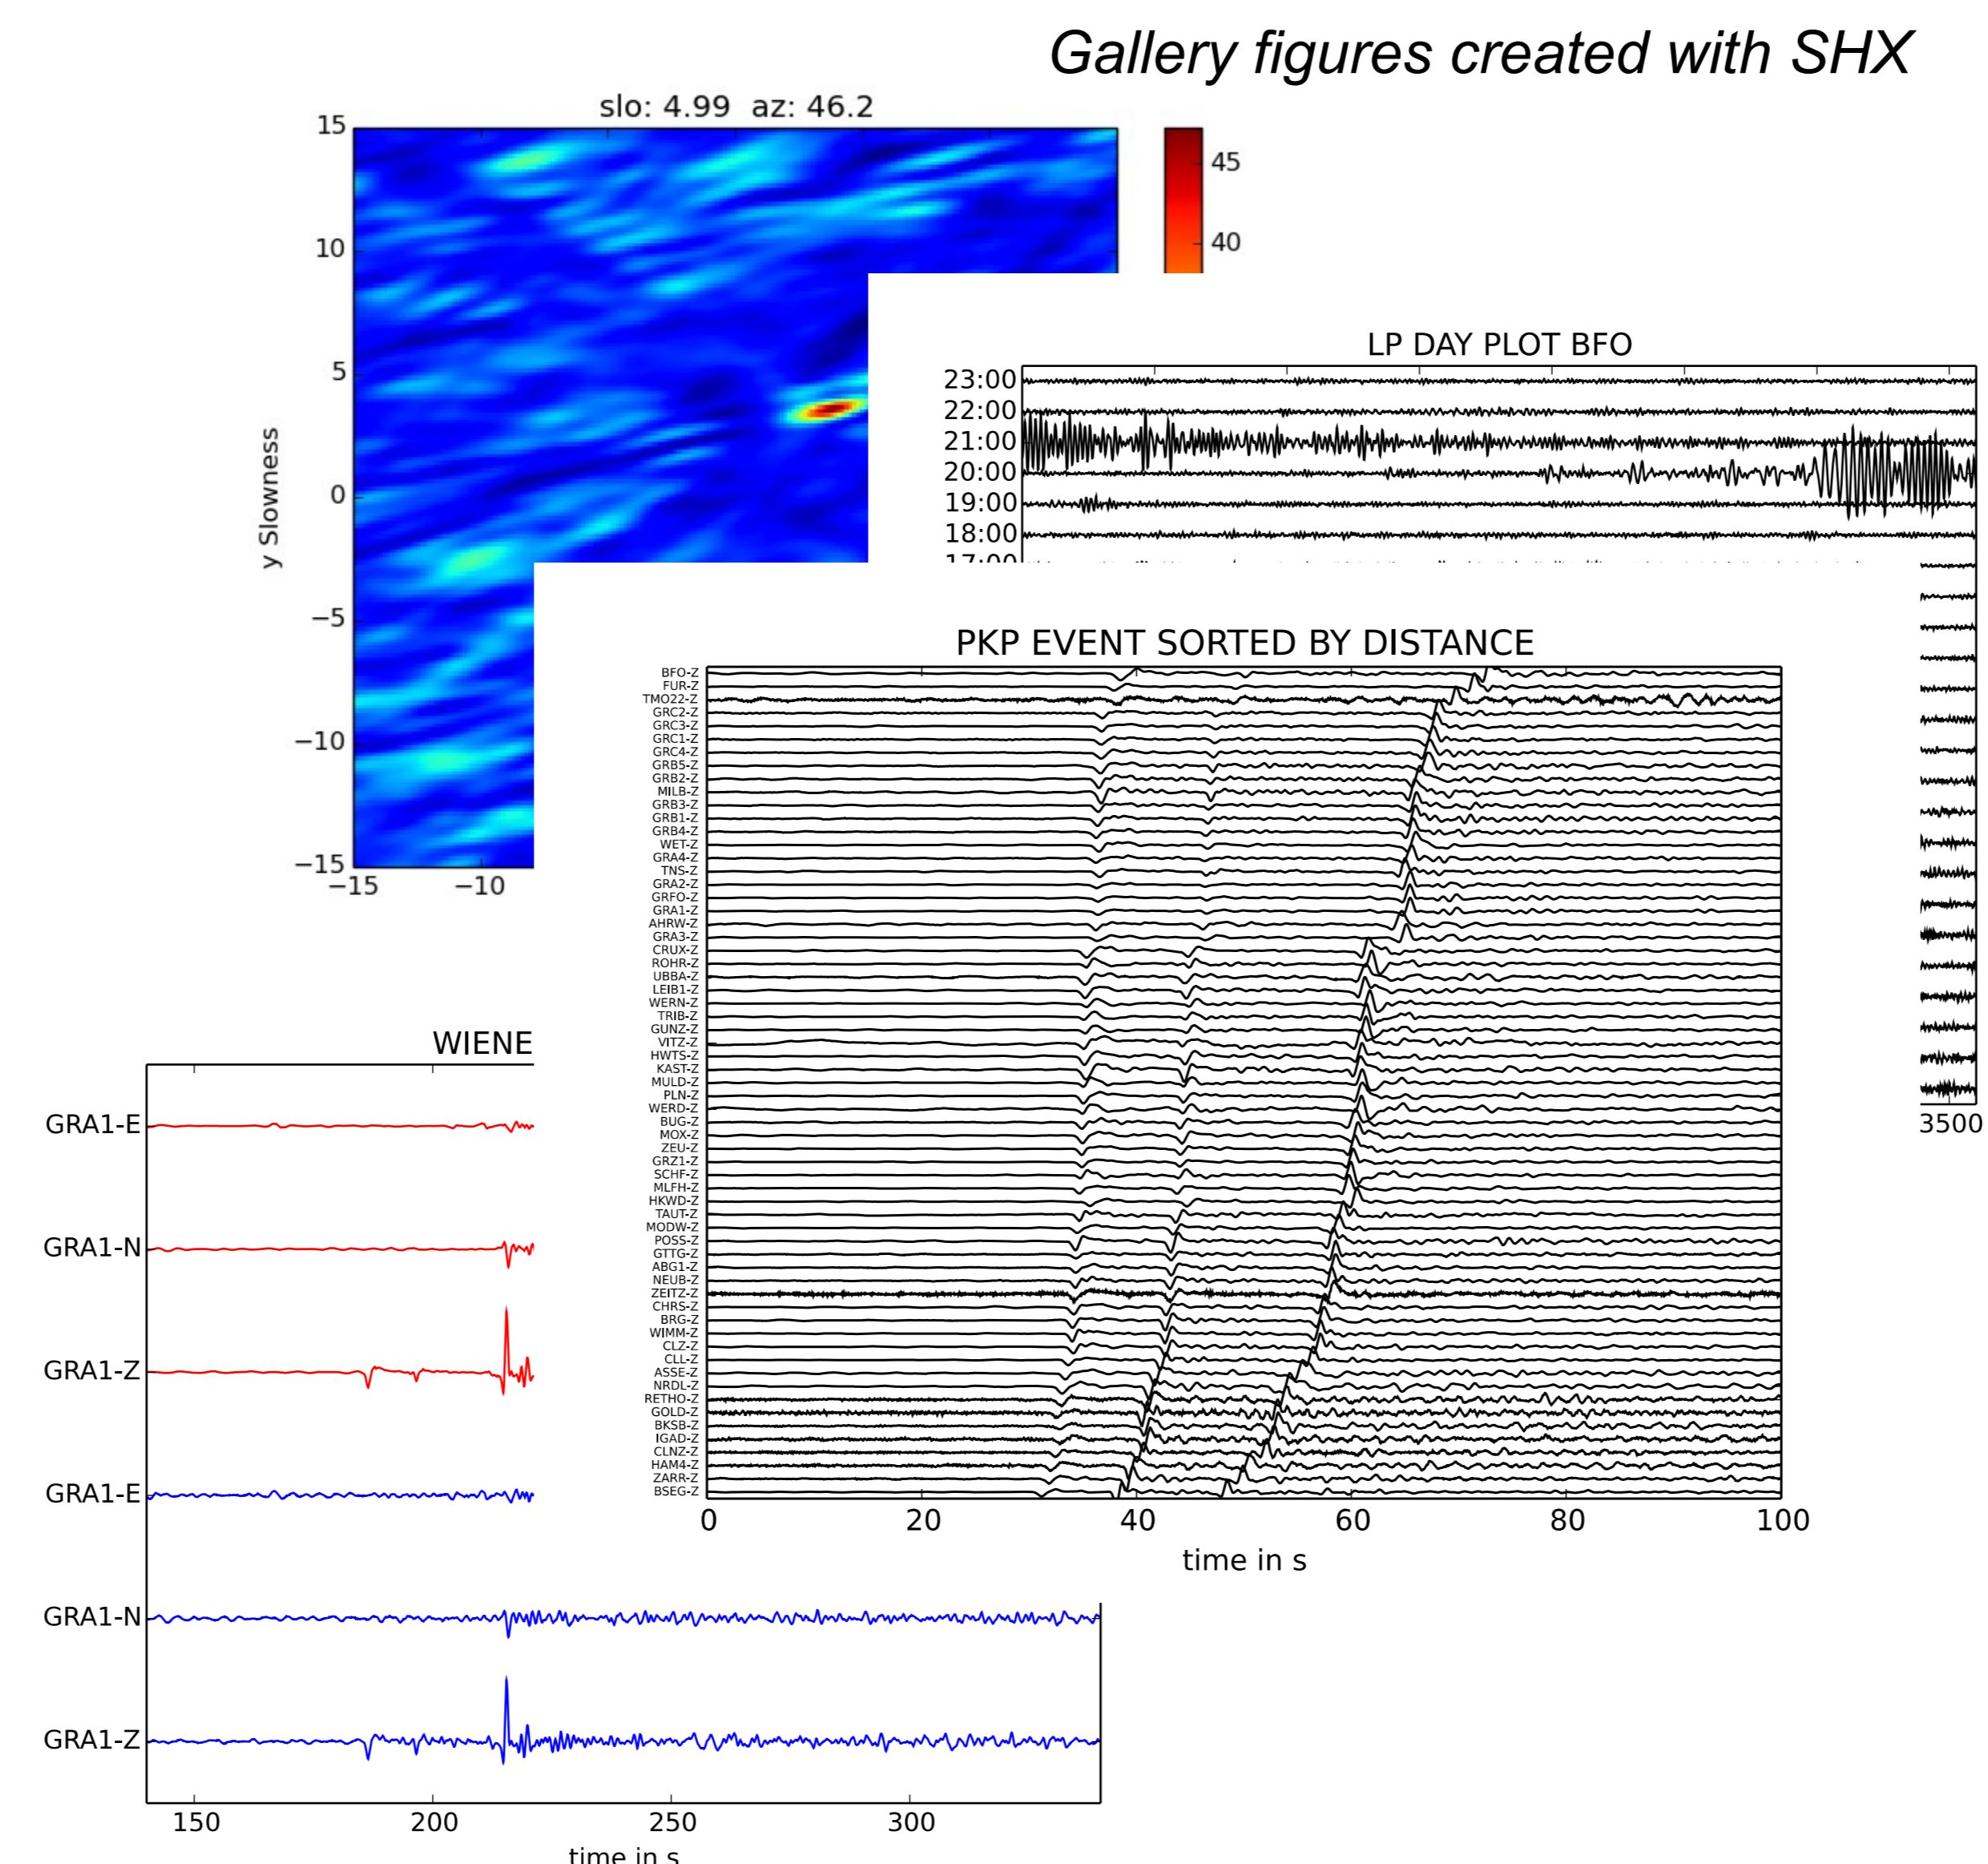 Gallery figures created with SHX
slo: 4.99  az: 46.2
15
10
5
0
−5
−10
−15
y Slowness
−15
−10
45
40
LP DAY PLOT BFO
23:00
22:00
21:00
20:00
19:00
18:00
17:00
3500
PKP EVENT SORTED BY DISTANCE
BFO-Z
FUR-Z
TMO22-Z
GRC2-Z
GRC3-Z
GRC1-Z
GRC4-Z
GRB5-Z
GRB2-Z
MILB-Z
GRB3-Z
GRB1-Z
GRB4-Z
WET-Z
GRA4-Z
TNS-Z
GRA2-Z
GRFO-Z
GRA1-Z
AHRW-Z
GRA3-Z
CRUX-Z
ROHR-Z
UBBA-Z
LEIB1-Z
WERN-Z
TRIB-Z
GUNZ-Z
VITZ-Z
HWTS-Z
KAST-Z
MULD-Z
PLN-Z
WERD-Z
BUG-Z
MOX-Z
ZEU-Z
GRZ1-Z
SCHF-Z
MLFH-Z
HKWD-Z
TAUT-Z
MODW-Z
POSS-Z
GTTG-Z
ABG1-Z
NEUB-Z
ZEITZ-Z
CHRS-Z
BRG-Z
WIMM-Z
CLZ-Z
CLL-Z
ASSE-Z
NRDL-Z
RETHO-Z
GOLD-Z
BKSB-Z
IGAD-Z
CLNZ-Z
HAM4-Z
ZARR-Z
BSEG-Z
0 20 40 60 80 100
time in s
WIENE
GRA1-E
GRA1-N
GRA1-Z
GRA1-E
GRA1-N
GRA1-Z
150 200 250 300
time in s